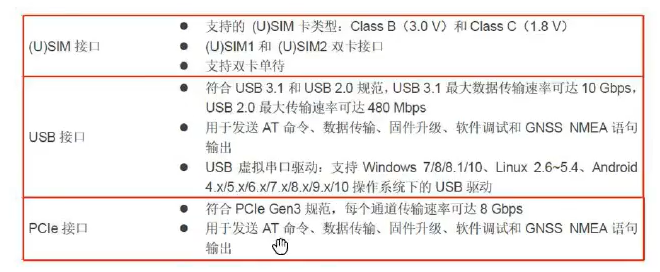 (U)SIM 接口
● 支持的 (U)SIM 卡类型：Class B（3.0 V）和 Class C（1.8 V）
● (U)SIM1 和 (U)SIM2 双卡接口
● 支持双卡单待
USB 接口
● 符合 USB 3.1 和 USB 2.0 规范，USB 3.1 最大数据传输速率可达 10 Gbps，
USB 2.0 最大传输速率可达 480 Mbps
● 用于发送 AT 命令、数据传输、固件升级、软件调试和 GNSS NMEA 语句
输出
● USB 虚拟串口驱动：支持 Windows 7/8/8.1/10、Linux 2.6~5.4、Android
4.x/5.x/6.x/7.x/8.x/9.x/10 操作系统下的 USB 驱动
PCIe 接口
● 符合 PCIe Gen3 规范，每个通道传输速率可达 8 Gbps
● 用于发送 AT 命令、数据传输、固件升级、软件调试和 GNSS NMEA 语句
输出